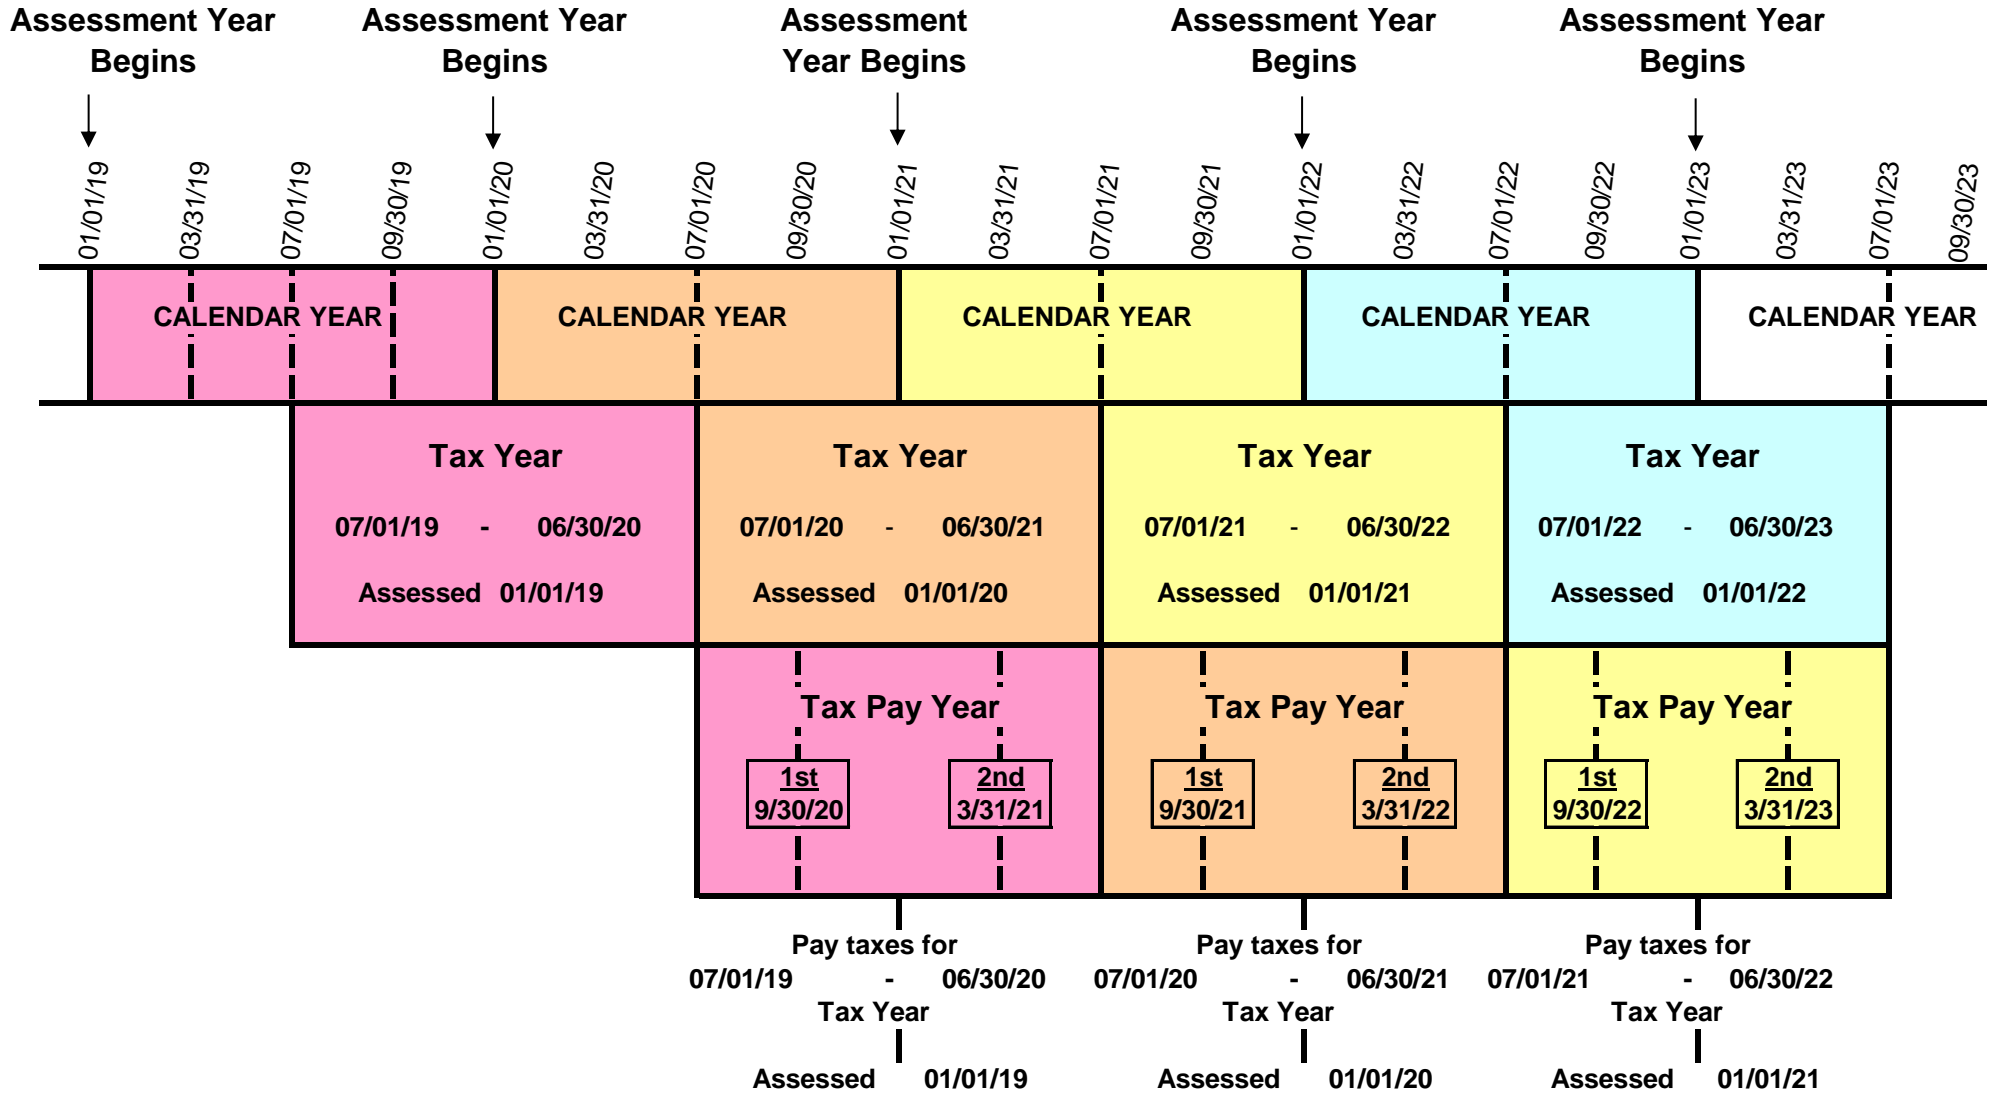 Assessment Year Begins
Assessment Year Begins
Assessment Year Begins
Assessment Year Begins
Assessment Year Begins
01/01/19 03/31/19 07/01/19 09/30/19 01/01/20 03/31/20 07/01/20 09/30/20 01/01/21 03/31/21 07/01/21 09/30/21 01/01/22 03/31/22 07/01/22 09/30/22 01/01/23 03/31/23 07/01/23 09/30/23
CALENDAR YEAR CALENDAR YEAR CALENDAR YEAR CALENDAR YEAR CALENDAR YEAR
Tax Year Tax Year Tax Year Tax Year
07/01/19 - 06/30/20 07/01/20 - 06/30/21 07/01/21 - 06/30/22 07/01/22 - 06/30/23
Assessed 01/01/19 Assessed 01/01/20 Assessed 01/01/21 Assessed 01/01/22
Tax Pay Year Tax Pay Year Tax Pay Year
1st 2nd 1st 2nd 1st 2nd
9/30/20 3/31/21 9/30/21 3/31/22 9/30/22 3/31/23
Pay taxes for Pay taxes for Pay taxes for
07/01/19 - 06/30/20 07/01/20 - 06/30/21 07/01/21 - 06/30/22
Tax Year Tax Year Tax Year
Assessed 01/01/19 Assessed 01/01/20 Assessed 01/01/21